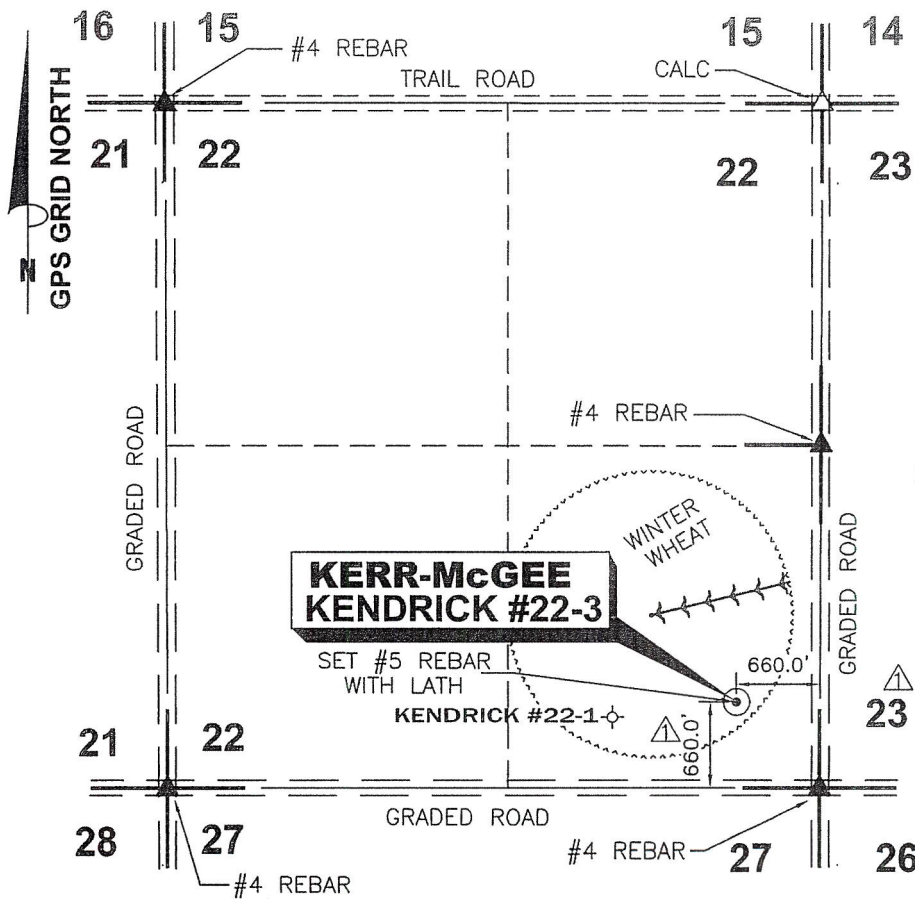 16 15
15 14
#4 REBAR
TRAIL ROAD
CALC
21 22
22 23
N GPS GRID NORTH
GRADED ROAD
#4 REBAR
WINTER
WHEAT
GRADED ROAD
KERR-McGEE
KENDRICK #22-3
SET #5 REBAR
WITH LATH
660.0'
1
KENDRICK #22-1
1
660.0'
23
21 22
GRADED ROAD
28 27
#4 REBAR
27 26
#4 REBAR